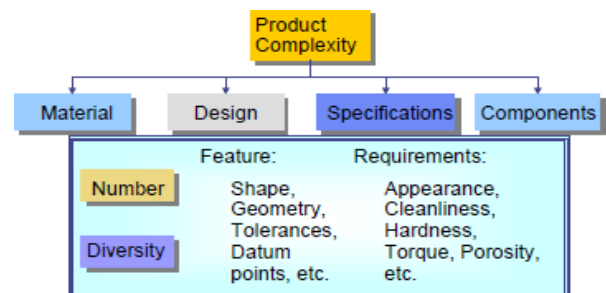 Product
Complexity
Material
Design
Specifications
Components
Feature:
Requirements:
Number
Shape,
Geometry,
Tolerances,
Datum
points, etc.
Appearance,
Cleanliness,
Hardness,
Torque, Porosity,
etc.
Diversity